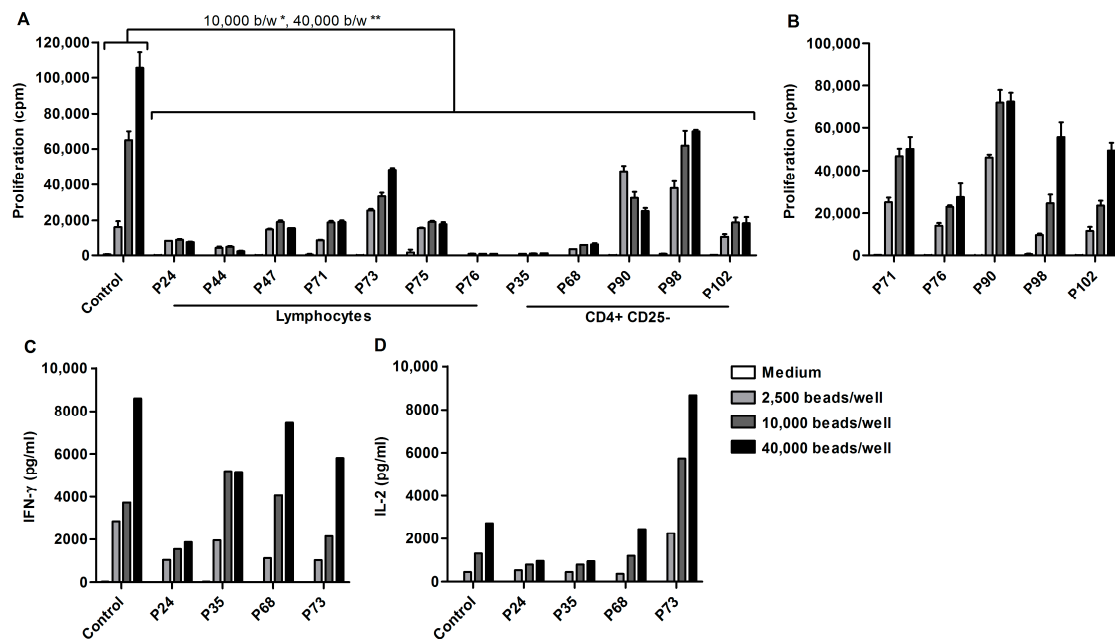 A
10,000 b/w *, 40,000 b/w **
Proliferation (cpm)
120,000
100,000
80,000
60,000
40,000
20,000
0
Control
P24
P44
P47
P71
P73
P75
P76
P35
P68
P90
P98
P102
Lymphocytes
CD4+ CD25-
B
Proliferation (cpm)
100,000
80,000
60,000
40,000
20,000
0
P71
P76
P90
P98
P102
C
IFN-γ (pg/ml)
10,000
8000
6000
4000
2000
0
Control
P24
P35
P68
P73
D
IL-2 (pg/ml)
10,000
8000
6000
4000
2000
0
Control
P24
P35
P68
P73
Medium
2,500 beads/well
10,000 beads/well
40,000 beads/well